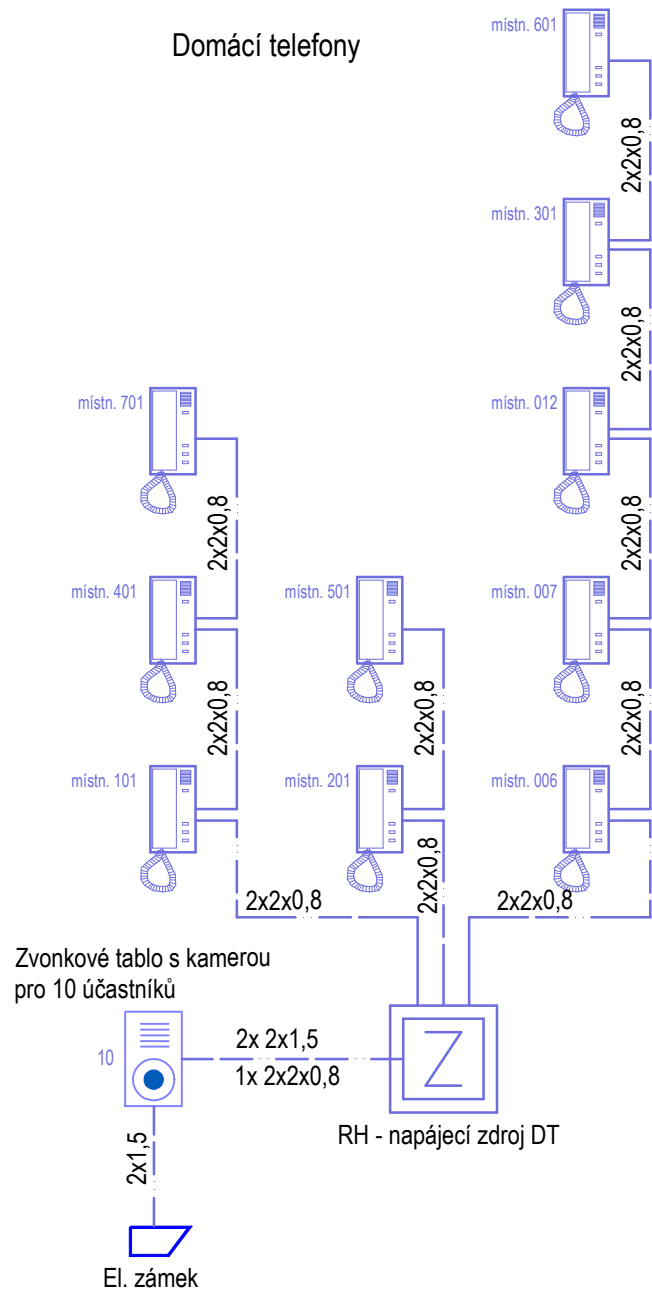 Domácí telefony
místn. 601
2x2x0,8
místn. 301
2x2x0,8
místn. 701
místn. 012
2x2x0,8
2x2x0,8
místn. 401
místn. 501
místn. 007
2x2x0,8
2x2x0,8
2x2x0,8
místn. 101
místn. 201
místn. 006
2x2x0,8
2x2x0,8
2x2x0,8
Zvonkové tablo s kamerou
pro 10 účastníků
10
2x 2x1,5
1x 2x2x0,8
Z
RH - napájecí zdroj DT
2x1,5
El. zámek